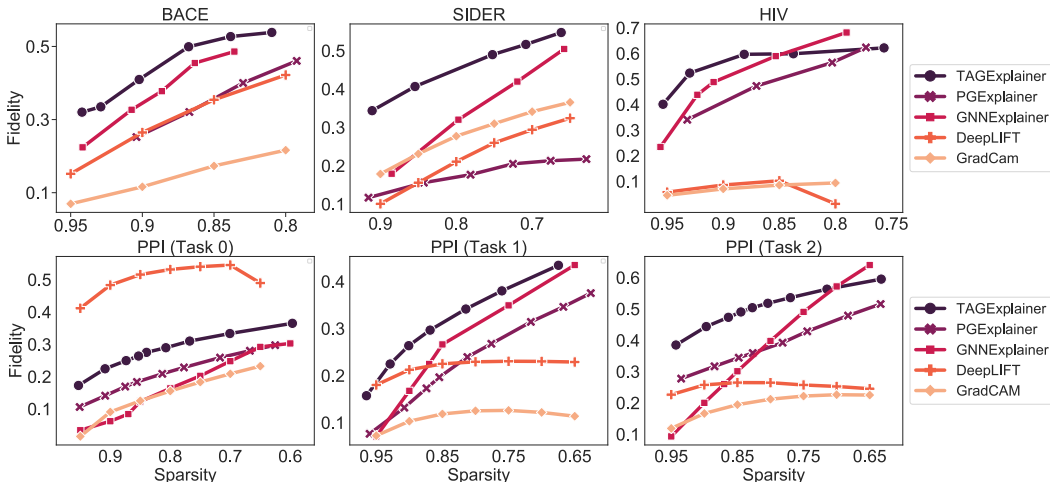 BACE
SIDER
HIV
Fidelity
0.5
0.3
0.1
0.95
0.9
0.85
0.8
0.5
0.4
0.3
0.2
0.1
0.9
0.8
0.7
0.7
0.6
0.5
0.4
0.3
0.2
0.1
0.95
0.9
0.85
0.8
0.75
TAGExplainer
PGExplainer
GNNExplainer
DeepLIFT
GradCam
PPI (Task 0)
PPI (Task 1)
PPI (Task 2)
Fidelity
0.5
0.4
0.3
0.2
0.1
0.9
0.8
0.7
0.6
Sparsity
0.4
0.3
0.2
0.1
0.95
0.85
0.75
0.65
Sparsity
0.6
0.5
0.4
0.3
0.2
0.1
0.95
0.85
0.75
0.65
Sparsity
TAGExplainer
PGExplainer
GNNExplainer
DeepLIFT
GradCAM